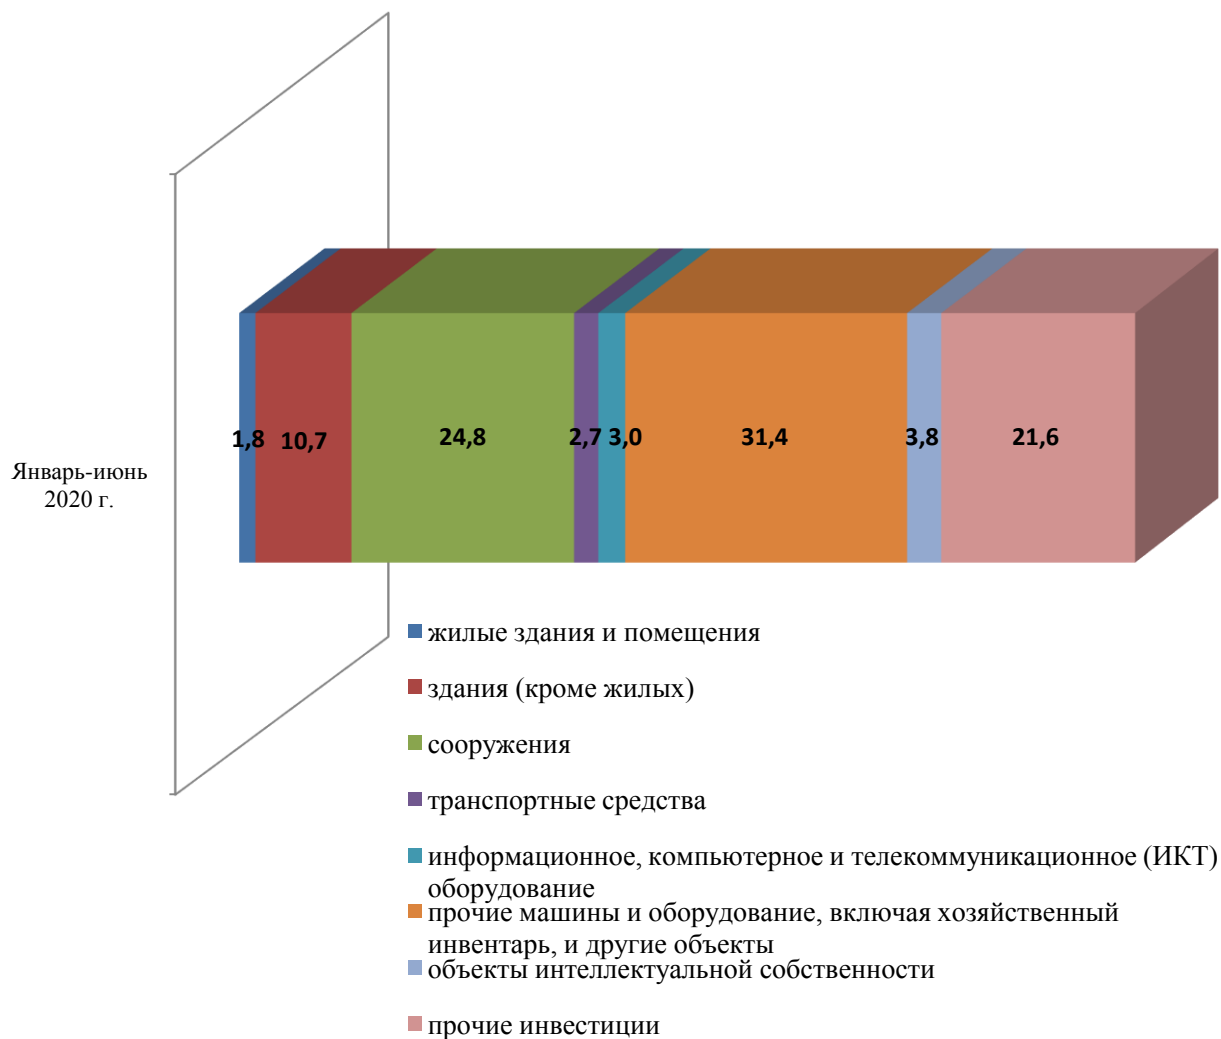 1,8 10,7 24,8 2,7 3,0 31,4 3,8 21,6
Январь-июнь
2020 г.
жилые здания и помещения
здания (кроме жилых)
сооружения
транспортные средства
информационное, компьютерное и телекоммуникационное (ИКТ)
оборудование
прочие машины и оборудование, включая хозяйственный
инвентарь, и другие объекты
объекты интеллектуальной собственности
прочие инвестиции